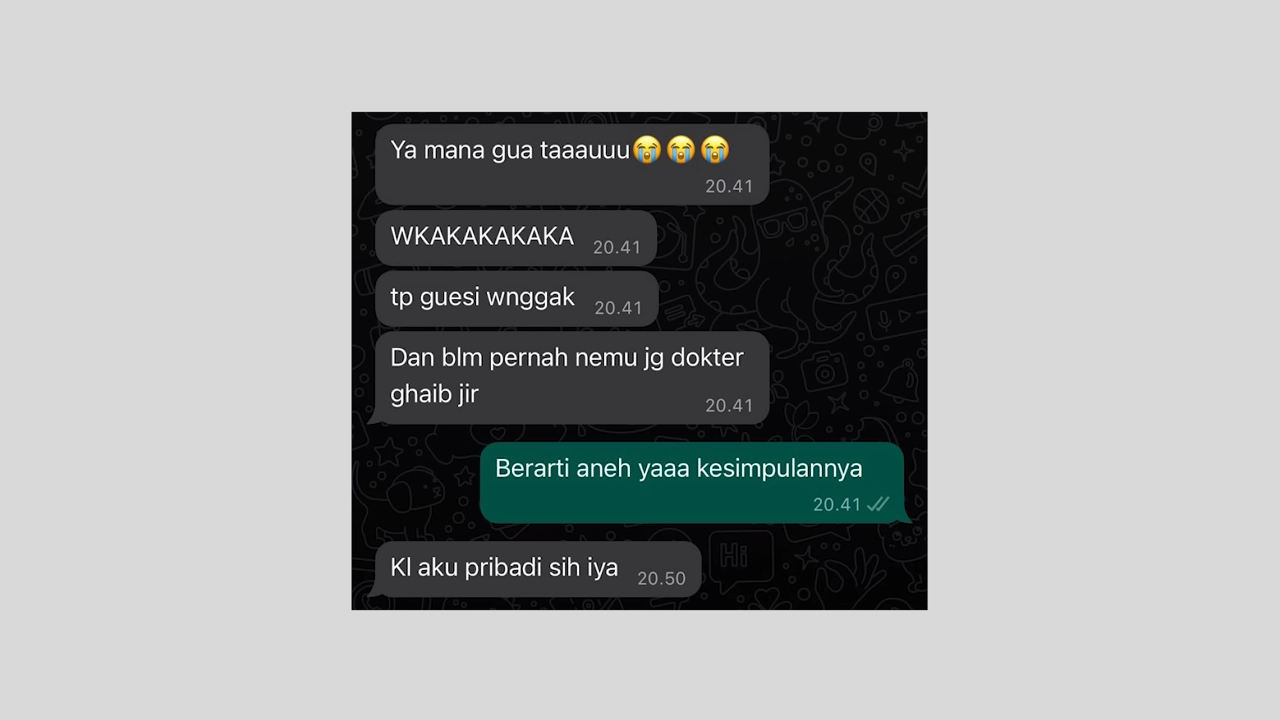 Ya mana gua taaauuu😭😭😭
20.41
WKAKAKAKAKA 20.41
tp guesi wnggak 20.41
Dan blm pernah nemu jg dokter
ghaib jir 20.41
Berarti aneh yaaa kesimpulannya
20.41
Hi
Kl aku pribadi sih iya 20.50